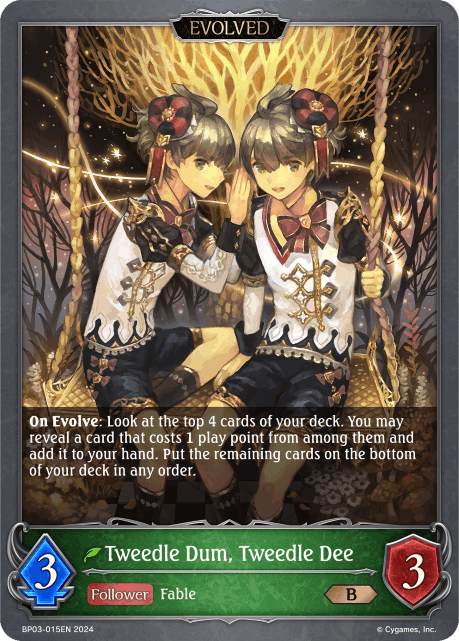 EVOLVED
On Evolve: Look at the top 4 cards of your deck. You may
reveal a card that costs 1 play point from among them and
add it to your hand. Put the remaining cards on the bottom
of your deck in any order.
Tweedle Dum, Tweedle Dee
3
Follower Fable
B
3
BP03-015EN 2024
© Cygames, Inc.